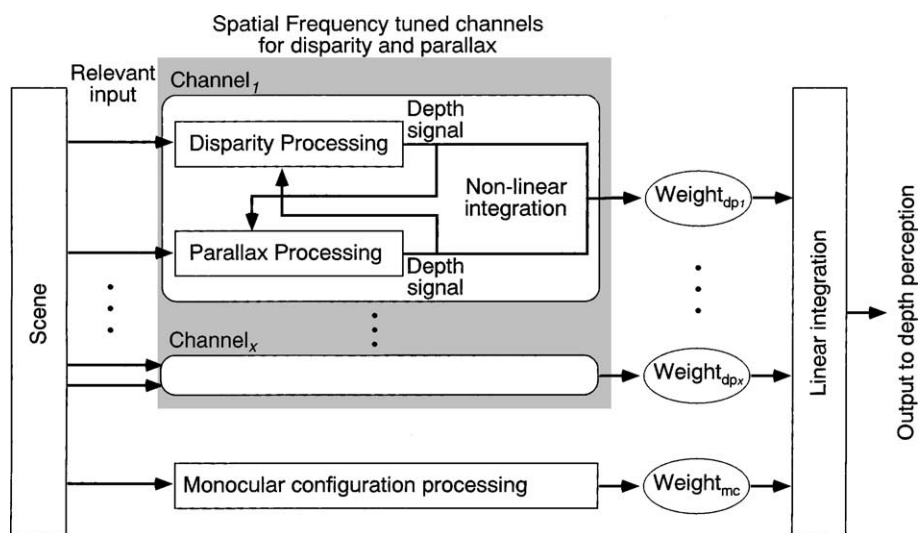 Spatial Frequency tuned channels
for disparity and parallax
Relevant
input
Channel1
Depth
signal
Disparity Processing
Non-linear
integration
Weightdp1
Parallax Processing
Depth
signal
Scene
Channelx
Weightdpx
Linear integration
Output to depth perception
Monocular configuration processing
Weightmc